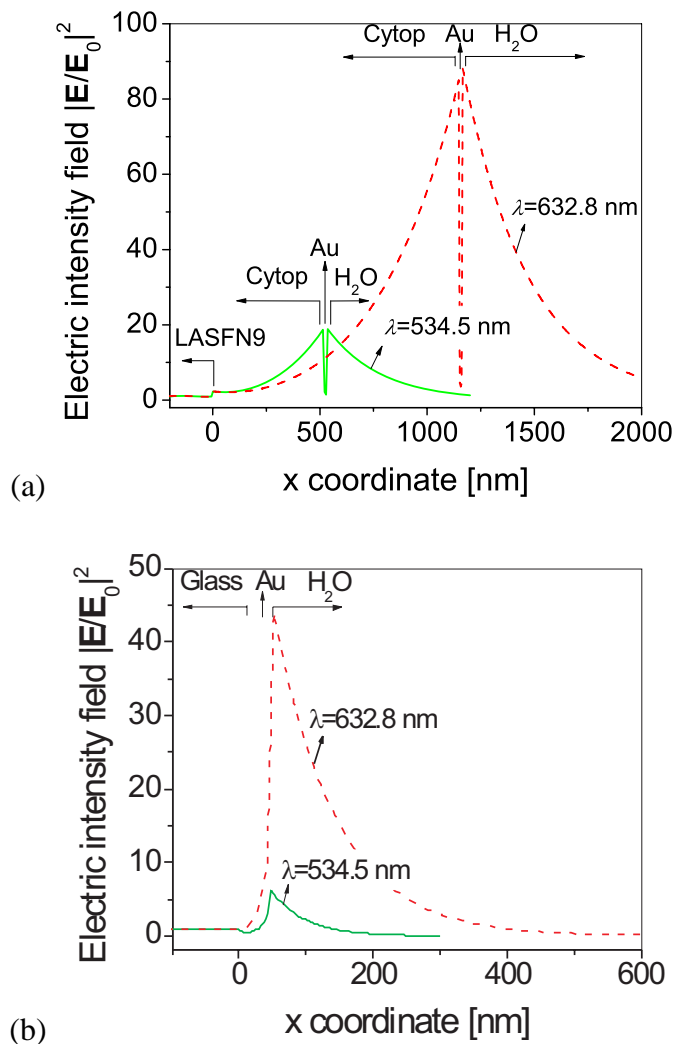 100
80
60
40
20
0
Electric intensity field |E/E₀|²
Cytop Au H₂O
λ=632.8 nm
Au
Cytop H₂O
λ=534.5 nm
LASFN9
0 500 1000 1500 2000
x coordinate [nm]
(a)
50
40
30
20
10
0
Electric intensity field |E/E₀|²
Glass Au H₂O
λ=632.8 nm
λ=534.5 nm
0 200 400 600
x coordinate [nm]
(b)